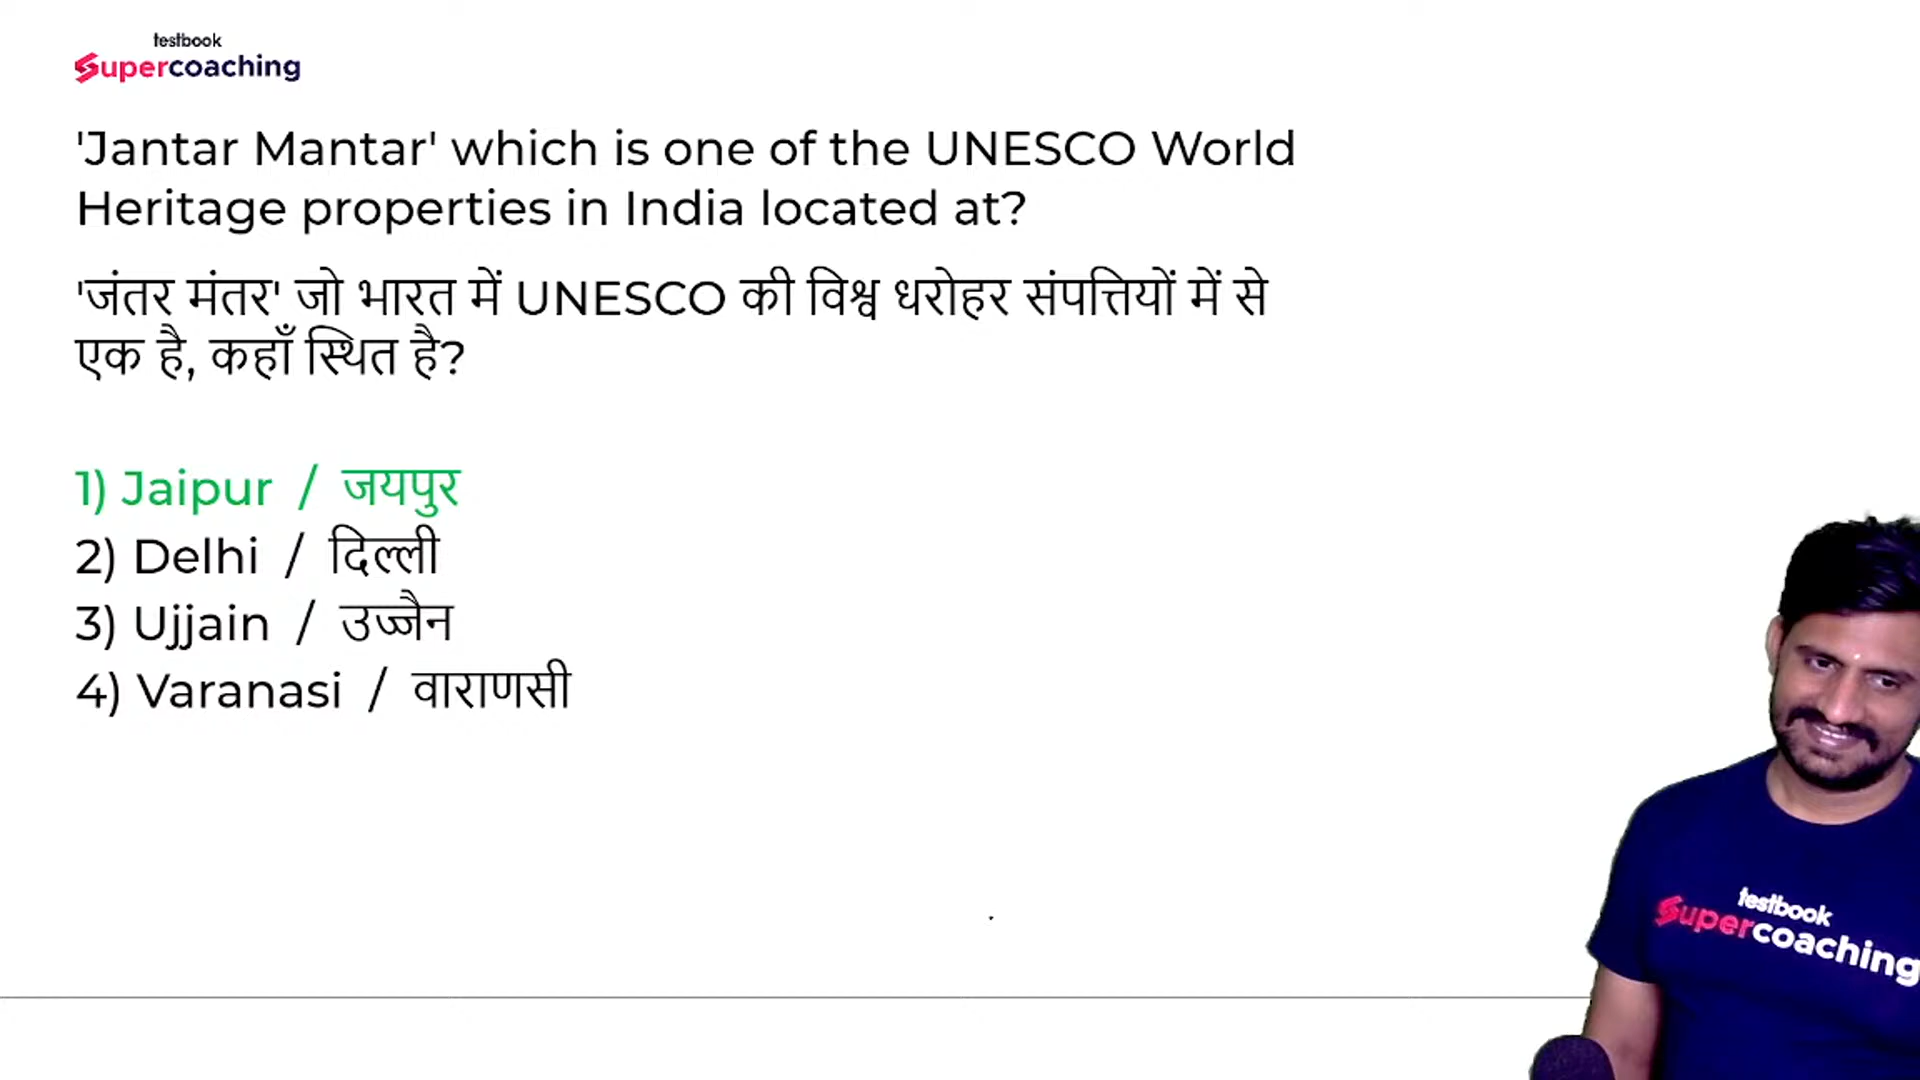 testbook
Supercoaching
'Jantar Mantar' which is one of the UNESCO World
Heritage properties in India located at?
'जंतर मंतर' जो भारत में UNESCO की विश्व धरोहर संपत्तियों में से
एक है, कहाँ स्थित है?
1) Jaipur / जयपुर
2) Delhi / दिल्ली
3) Ujjain / उज्जैन
4) Varanasi / वाराणसी
testbook
Supercoaching